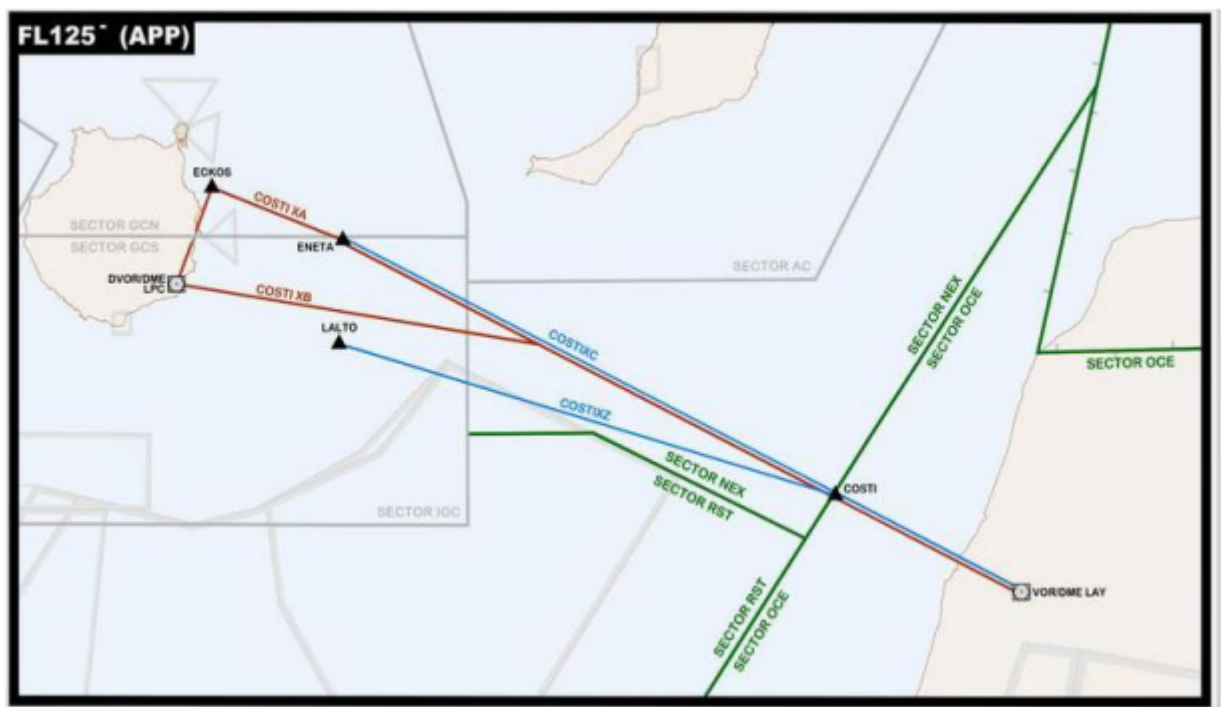 FL125¯ (APP)
ECKOS
COSTI XA
SECTOR GCN
SECTOR GCS
ENETA
SECTOR AC
DVOR/DME
LPC
COSTI XB
LALTO
COSTIXC
SECTOR NEX
SECTOR OCE
SECTOR OCE
COSTIXZ
SECTOR NEX
SECTOR RST
SECTOR IGC
COSTI
SECTOR RST
SECTOR OCE
VOR/DME LAY